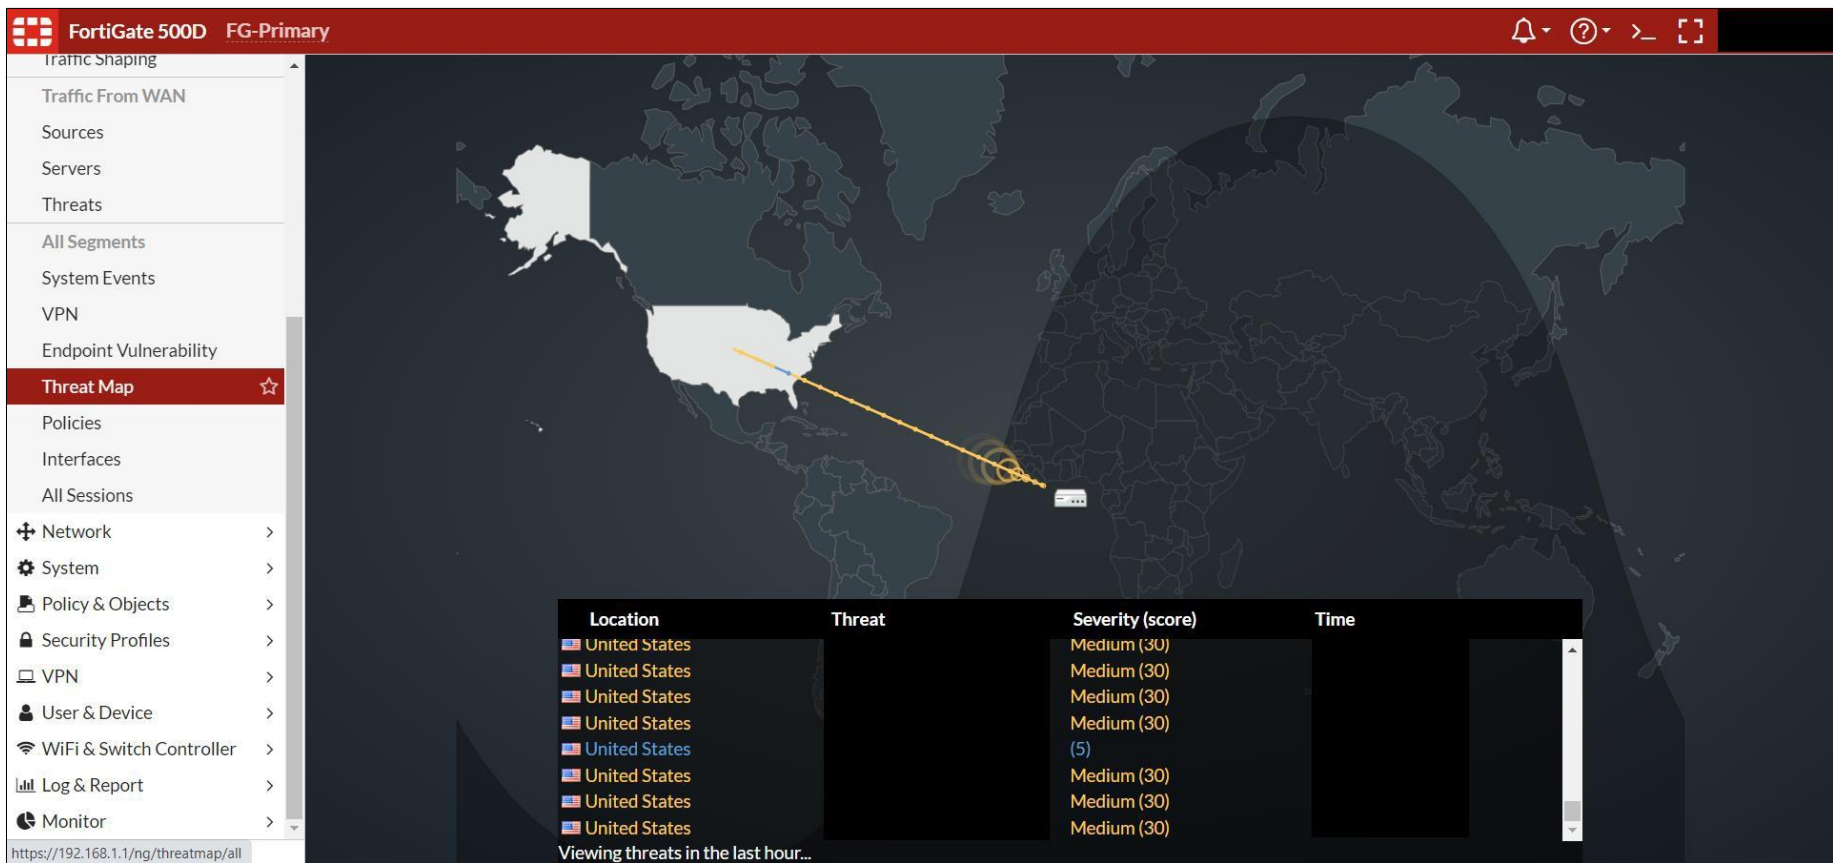 FortiGate 500D FG-Primary
Traffic Shaping
Traffic From WAN
Sources
Servers
Threats
All Segments
System Events
VPN
Endpoint Vulnerability
Threat Map
Policies
Interfaces
All Sessions
Network
System
Policy & Objects
Security Profiles
VPN
User & Device
WiFi & Switch Controller
Log & Report
Monitor
https://192.168.1.1/ng/threatmap/all
Location Threat Severity (score) Time
United States Medium (30)
United States Medium (30)
United States Medium (30)
United States Medium (30)
United States (5)
United States Medium (30)
United States Medium (30)
United States Medium (30)
Viewing threats in the last hour...